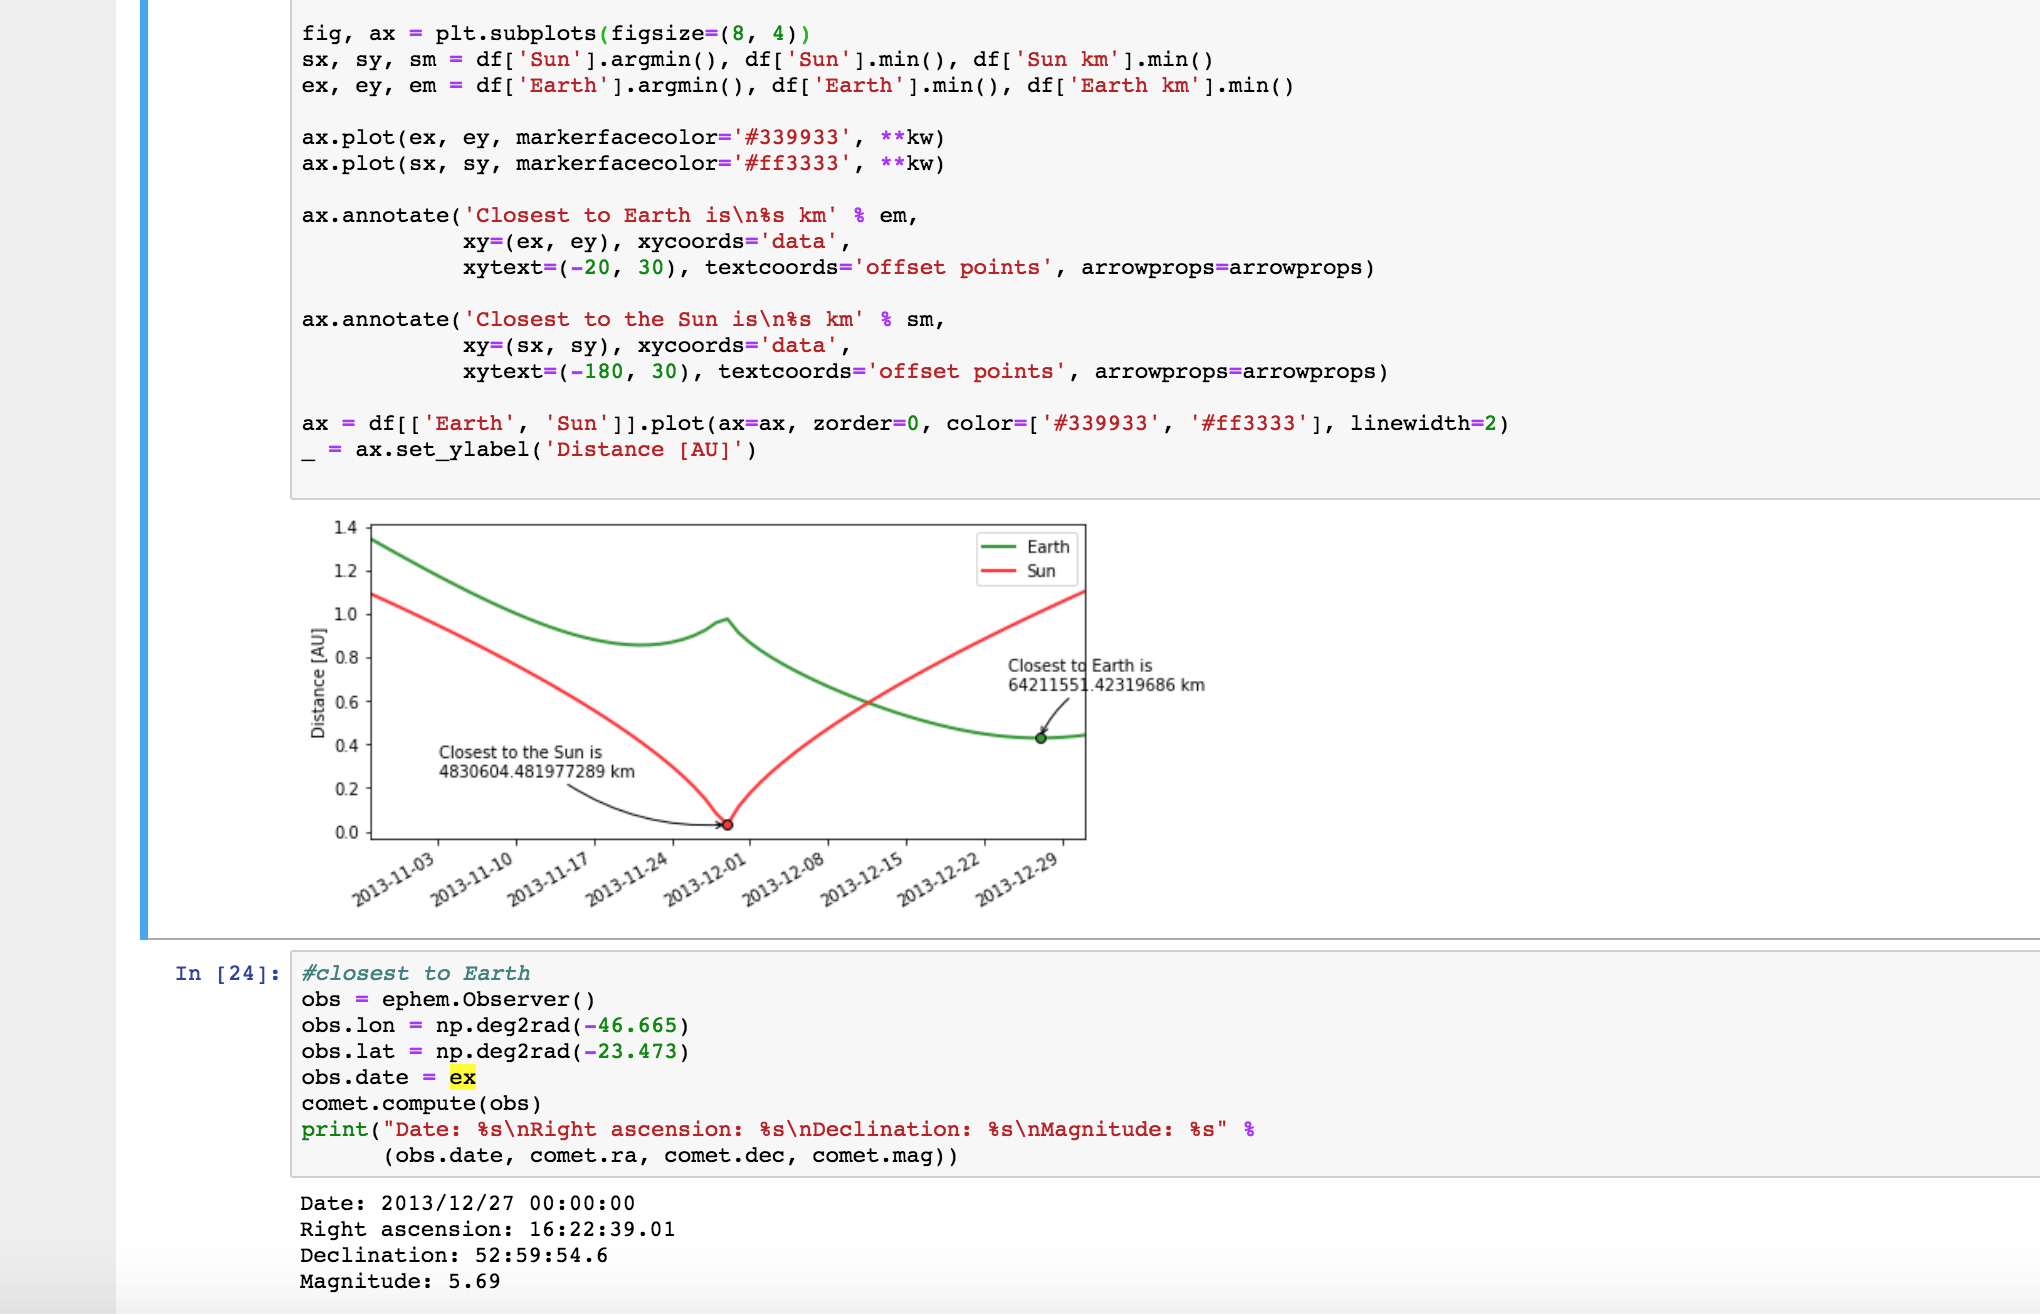 fig, ax = plt.subplots(figsize=(8, 4))
sx, sy, sm = df['Sun'].argmin(), df['Sun'].min(), df['Sun km'].min()
ex, ey, em = df['Earth'].argmin(), df['Earth'].min(), df['Earth km'].min()
ax.plot(ex, ey, markerfacecolor='#339933', **kw)
ax.plot(sx, sy, markerfacecolor='#ff3333', **kw)
ax.annotate('Closest to Earth is\n%s km' % em,
xy=(ex, ey), xycoords='data',
xytext=(-20, 30), textcoords='offset points', arrowprops=arrowprops)
ax.annotate('Closest to the Sun is\n%s km' % sm,
xy=(sx, sy), xycoords='data',
xytext=(-180, 30), textcoords='offset points', arrowprops=arrowprops)
ax = df[['Earth', 'Sun']].plot(ax=ax, zorder=0, color=['#339933', '#ff3333'], linewidth=2)
_ = ax.set_ylabel('Distance [AU]')
1.4
1.2
1.0
0.8
0.6
0.4
0.2
0.0
Distance [AU]
Earth
Sun
Closest to Earth is
64211551.42319686 km
Closest to the Sun is
4830604.481977289 km
2013-11-03
2013-11-10
2013-11-17
2013-11-24
2013-12-01
2013-12-08
2013-12-15
2013-12-22
2013-12-29
In [24]:
#closest to Earth
obs = ephem.Observer()
obs.lon = np.deg2rad(-46.665)
obs.lat = np.deg2rad(-23.473)
obs.date = ex
comet.compute(obs)
print("Date: %s\nRight ascension: %s\nDeclination: %s\nMagnitude: %s" %
(obs.date, comet.ra, comet.dec, comet.mag))
Date: 2013/12/27 00:00:00
Right ascension: 16:22:39.01
Declination: 52:59:54.6
Magnitude: 5.69